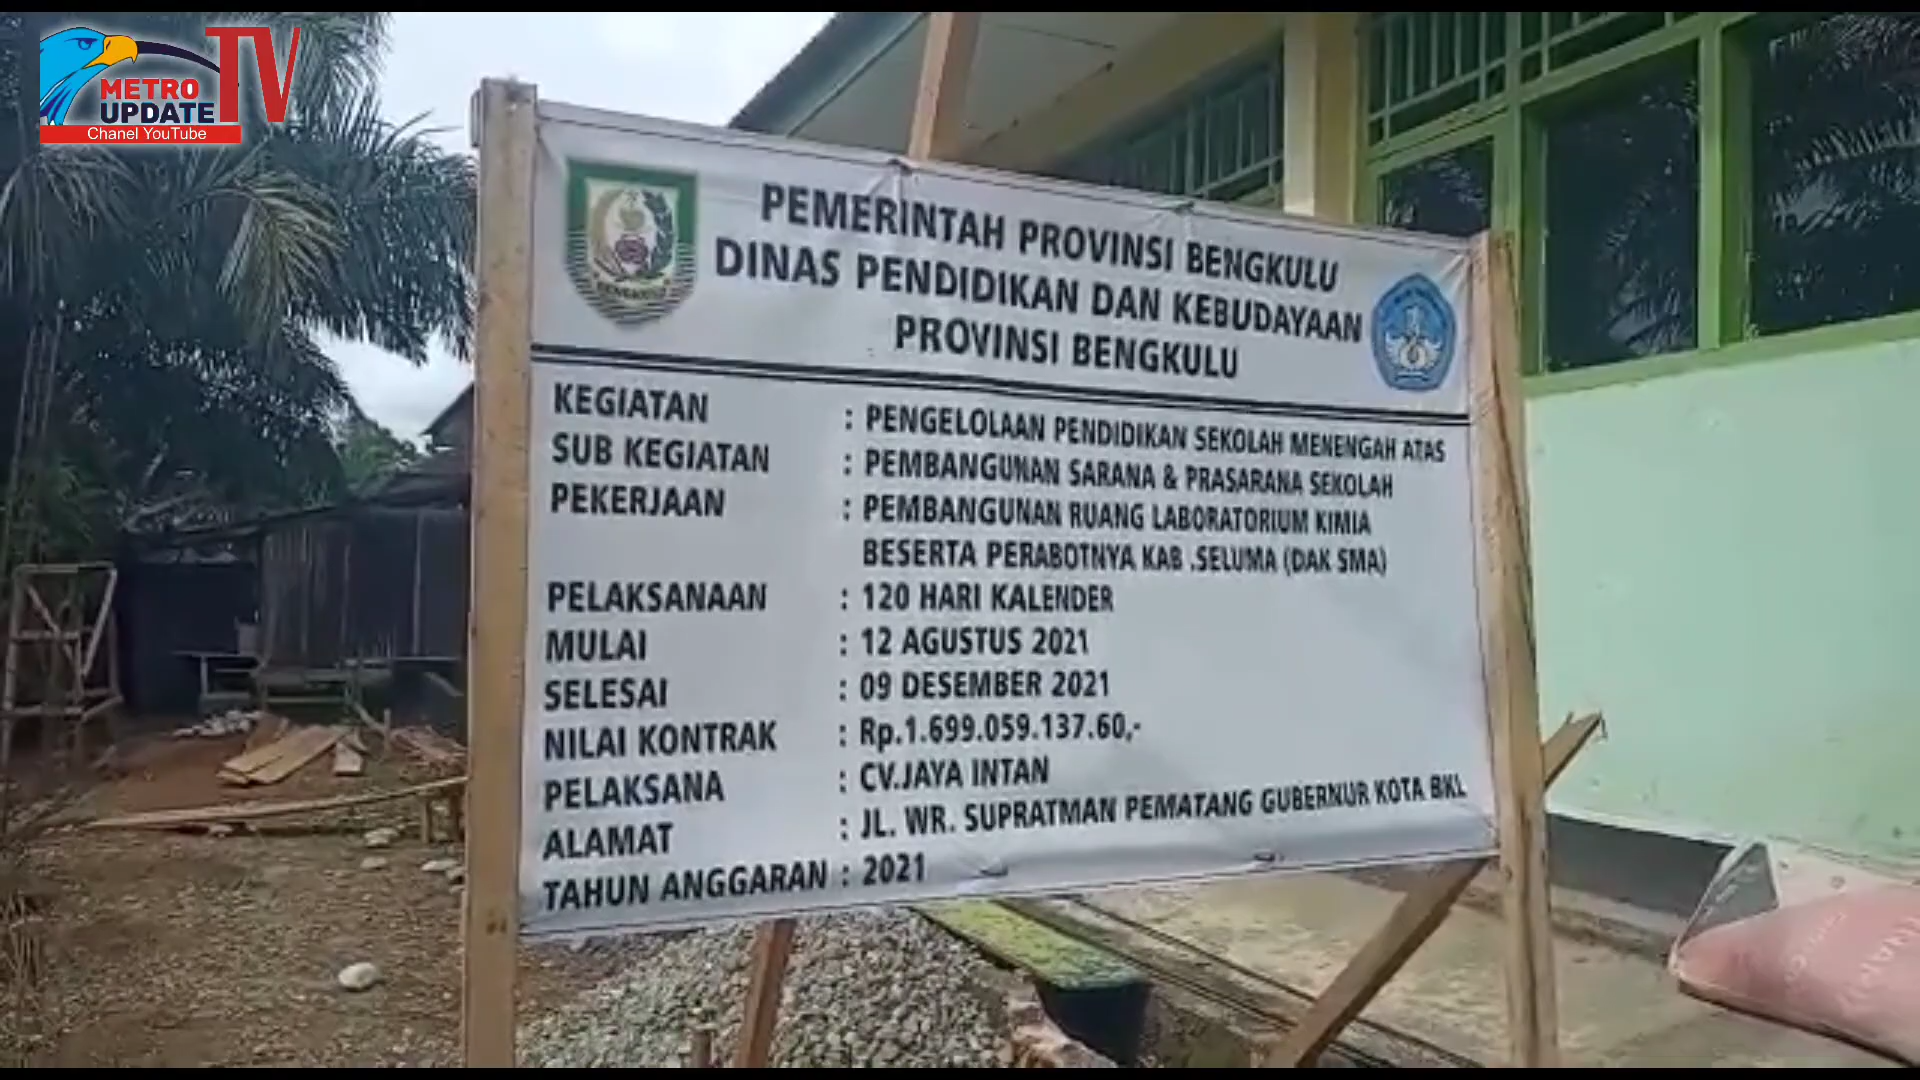 METRO
UPDATE
TV
Chanel YouTube
PEMERINTAH PROVINSI BENGKULU
DINAS PENDIDIKAN DAN KEBUDAYAAN
PROVINSI BENGKULU
BENGKULU
KEGIATAN : PENGELOLAAN PENDIDIKAN SEKOLAH MENENGAH ATAS
SUB KEGIATAN : PEMBANGUNAN SARANA & PRASARANA SEKOLAH
PEKERJAAN : PEMBANGUNAN RUANG LABORATORIUM KIMIA
BESERTA PERABOTNYA KAB .SELUMA (DAK SMA)
PELAKSANAAN : 120 HARI KALENDER
MULAI : 12 AGUSTUS 2021
SELESAI : 09 DESEMBER 2021
NILAI KONTRAK : Rp.1.699.059.137.60,-
PELAKSANA : CV.JAYA INTAN
ALAMAT : JL. WR. SUPRATMAN PEMATANG GUBERNUR KOTA BKL
TAHUN ANGGARAN : 2021